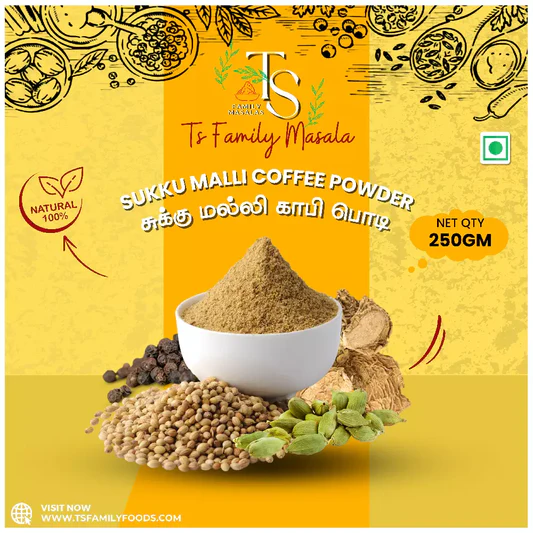 TS
FAMILY
MASALAS
Ts Family Masala
SUKKU MALLI COFFEE POWDER
சுக்கு மல்லி காபி பொடி
NATURAL
100%
NET QTY
250GM
VISIT NOW
WWW.TSFAMILYFOODS.COM